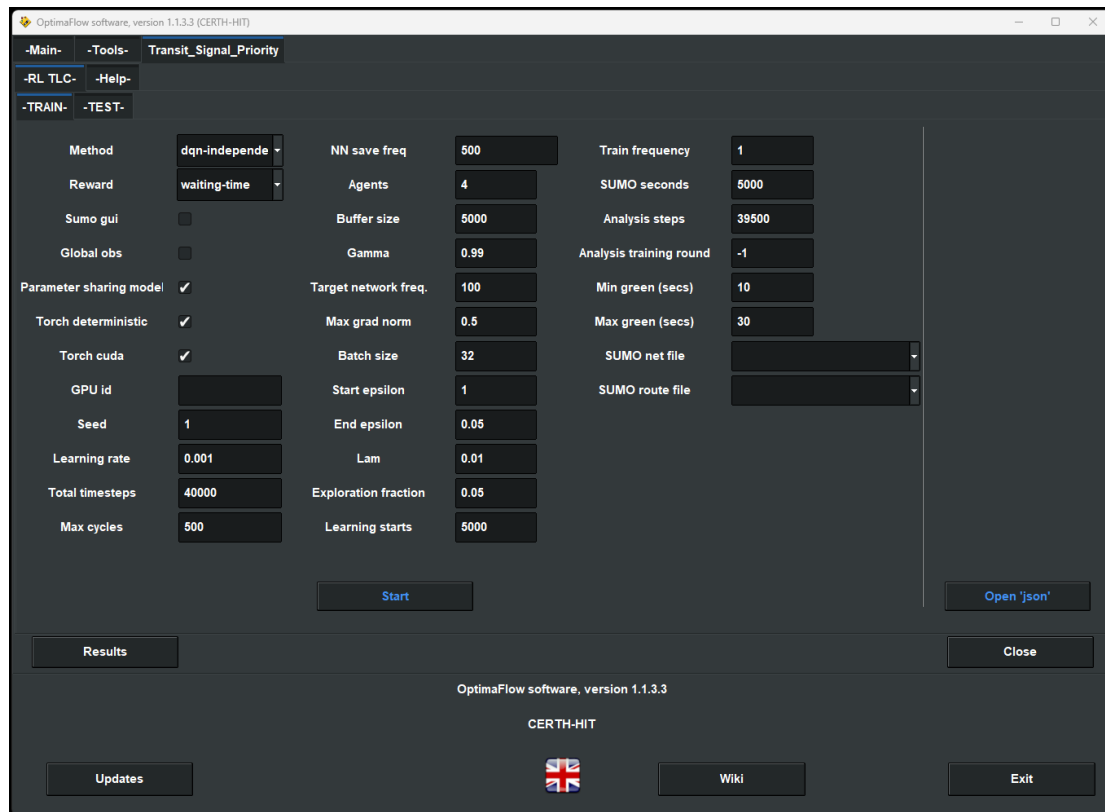 OptimaFlow software, version 1.1.3.3 (CERTH-HIT)
-Main- -Tools- Transit_Signal_Priority
-RL TLC- -Help-
-TRAIN- -TEST-
Method dqn-independe NN save freq 500 Train frequency 1
Reward waiting-time Agents 4 SUMO seconds 5000
Sumo gui Buffer size 5000 Analysis steps 39500
Global obs Gamma 0.99 Analysis training round -1
Parameter sharing model Target network freq. 100 Min green (secs) 10
Torch deterministic Max grad norm 0.5 Max green (secs) 30
Torch cuda Batch size 32 SUMO net file
GPU id Start epsilon 1 SUMO route file
Seed 1 End epsilon 0.05
Learning rate 0.001 Lam 0.01
Total timesteps 40000 Exploration fraction 0.05
Max cycles 500 Learning starts 5000
Start Open 'json'
Results Close
OptimaFlow software, version 1.1.3.3
CERTH-HIT
Updates Wiki Exit